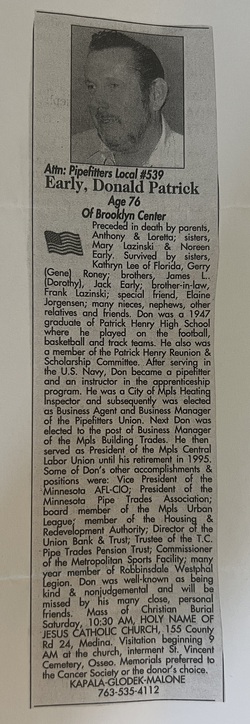 Attn: Pipefitters Local #539
Early, Donald Patrick
Age 76
Of Brooklyn Center
Preceded in death by parents,
Anthony & Loretta; sisters,
Mary Lazinski & Noreen
Early. Survived by sisters,
Kathryn Lee of Florida, Gerry
(Gene) Roney; brothers, James L.
(Dorothy), Jack Early; brother-in-law,
Frank Lazinski; special friend, Elaine
Jorgensen; many nieces, nephews, other
relatives and friends. Don was a 1947
graduate of Patrick Henry High School
where he played on the football,
basketball and track teams. He also was
a member of the Patrick Henry Reunion &
Scholarship Committee. After serving in
the U.S. Navy, Don became a pipefitter
and an instructor in the apprenticeship
program. He was a City of Mpls Heating
Inspector and subsequently was elected
as Business Agent and Business Manager
of the Pipefitters Union. Next Don was
elected to the post of Business Manager
of the Mpls Building Trades. He then
served as President of the Mpls Central
Labor Union until his retirement in 1995.
Some of Don's other accomplishments &
positions were: Vice President of the
Minnesota AFL-CIO; President of the
Minnesota Pipe Trades Association;
board member of the Mpls Urban
League; member of the Housing &
Redevelopment Authority; Director of the
Union Bank & Trust; Trustee of the T.C.
Pipe Trades Pension Trust; Commissioner
of the Metropolitan Sports Facility; many
year member of Robbinsdale Westphal
Legion. Don was well-known as being
kind & nonjudgemental and will be
missed by his many close, personal
friends. Mass of Christian Burial
Saturday, 10:30 AM, HOLY NAME OF
JESUS CATHOLIC CHURCH, 155 County
Rd 24, Medina. Visitation beginning 9
AM at the church, interment St. Vincent
Cemetery, Osseo. Memorials preferred to
the Cancer Society or the donor's choice.
KAPALA-GLODEK-MALONE
763-535-4112